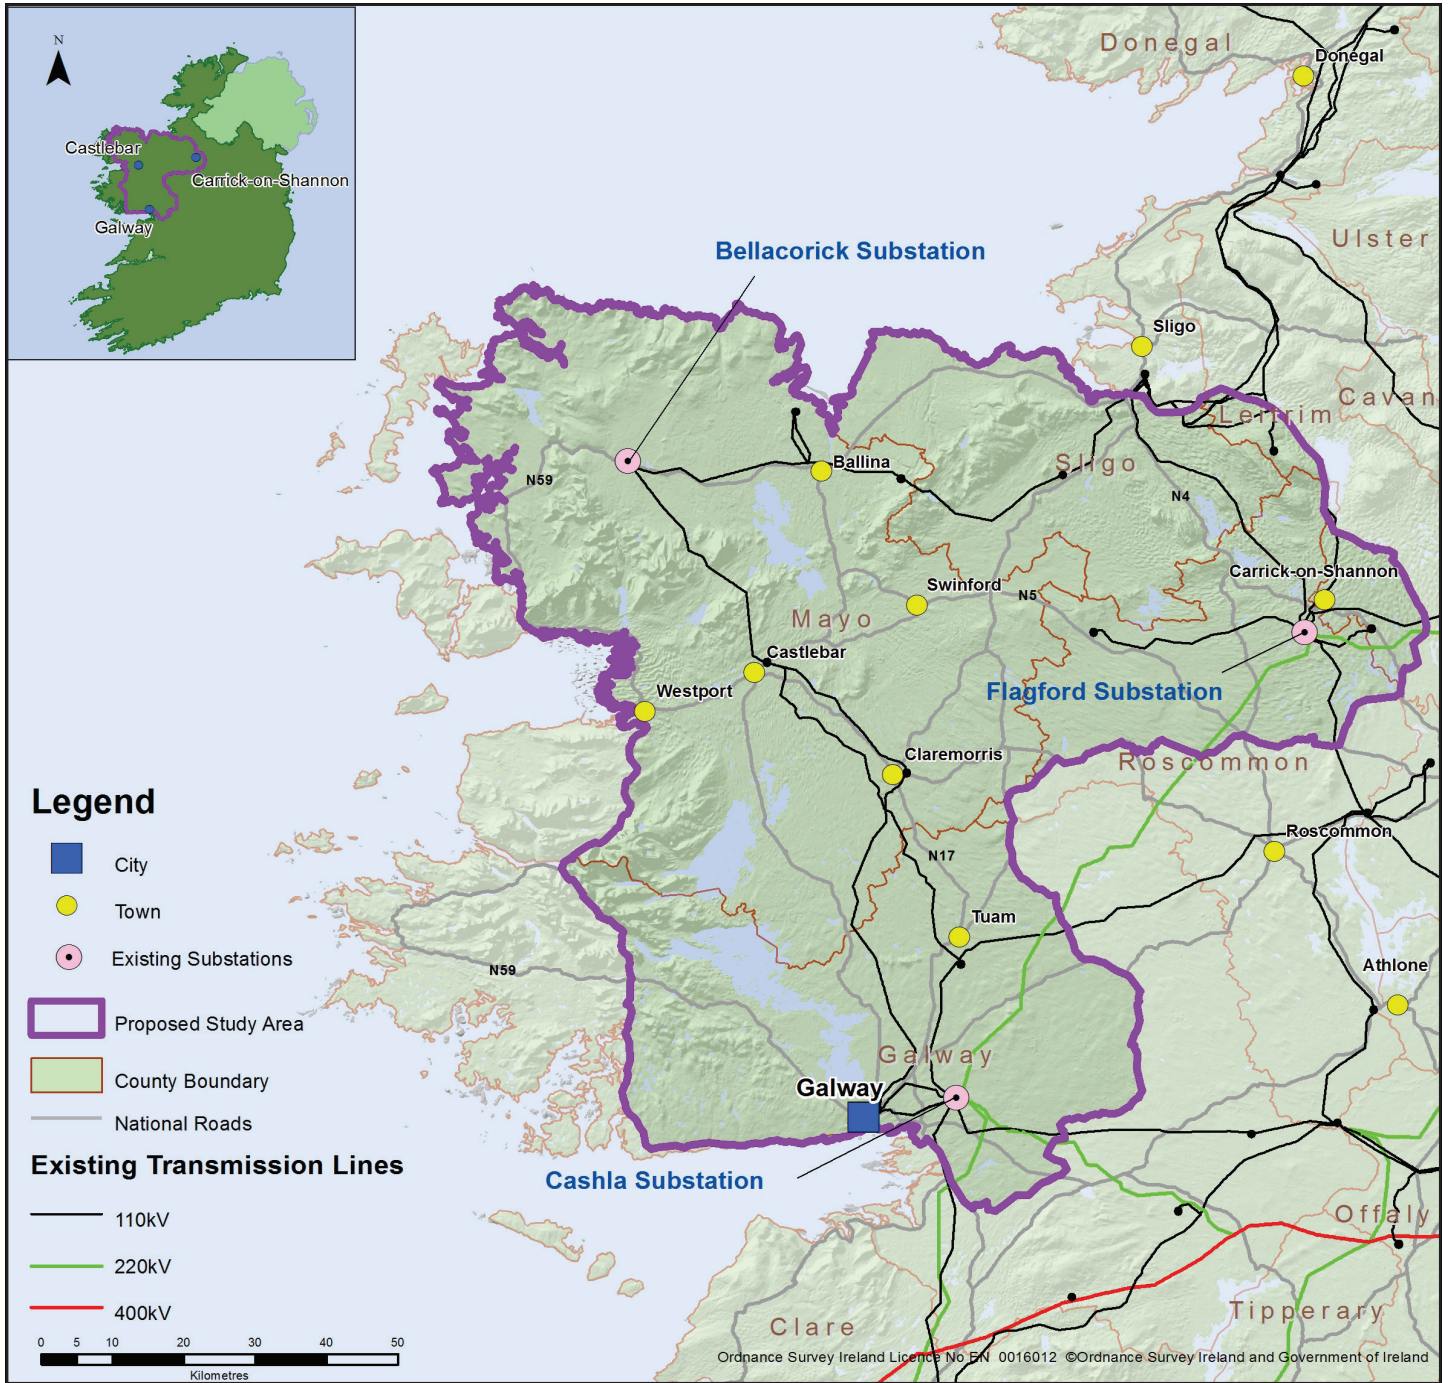 N
Castlebar
Carrick-on-Shannon
Galway
Donegal
Donegal
Ulster
Bellacorick Substation
Sligo
Cavan
Leitrim
Ballina
Sligo
N59
N4
Carrick-on-Shannon
Swinford
N5
Mayo
Castlebar
Westport
Flagford Substation
Claremorris
Roscommon
Roscommon
N17
Tuam
Athlone
N59
Galway
Galway
Cashla Substation
Offaly
Tipperary
Clare
Legend
City
Town
Existing Substations
Proposed Study Area
County Boundary
National Roads
Existing Transmission Lines
110kV
220kV
400kV
0 5 10 20 30 40 50
Kilometres
Ordnance Survey Ireland Licence No EN 0016012 ©Ordnance Survey Ireland and Government of Ireland